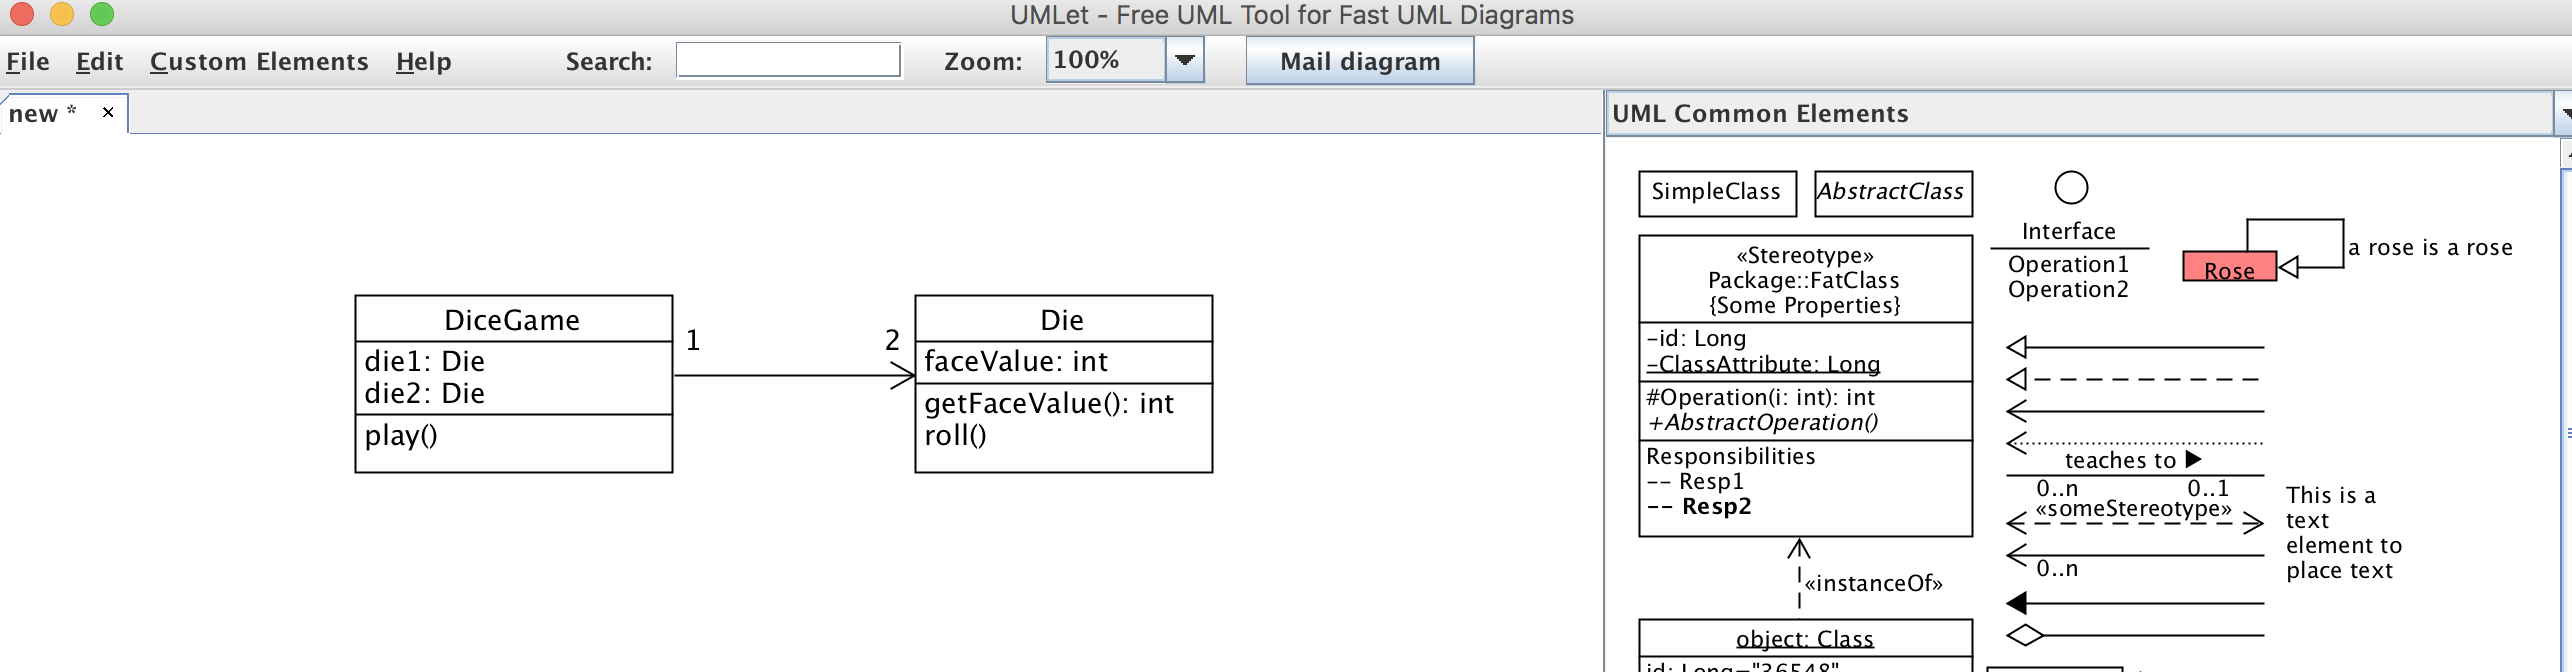 UMLet - Free UML Tool for Fast UML Diagrams
File Edit Custom Elements Help Search: Zoom: 100% Mail diagram
new *
UML Common Elements
DiceGame
die1: Die
die2: Die
play()
1
2
Die
faceValue: int
getFaceValue(): int
roll()
SimpleClass
AbstractClass
«Stereotype»
Package::FatClass
{Some Properties}
-id: Long
-ClassAttribute: Long
#Operation(i: int): int
+AbstractOperation()
Responsibilities
-- Resp1
-- Resp2
«instanceOf»
object: Class
id: Long="36548"
Interface
Operation1
Operation2
Rose
a rose is a rose
teaches to ▶
0..n 0..1
«someStereotype»
0..n
This is a
text
element to
place text